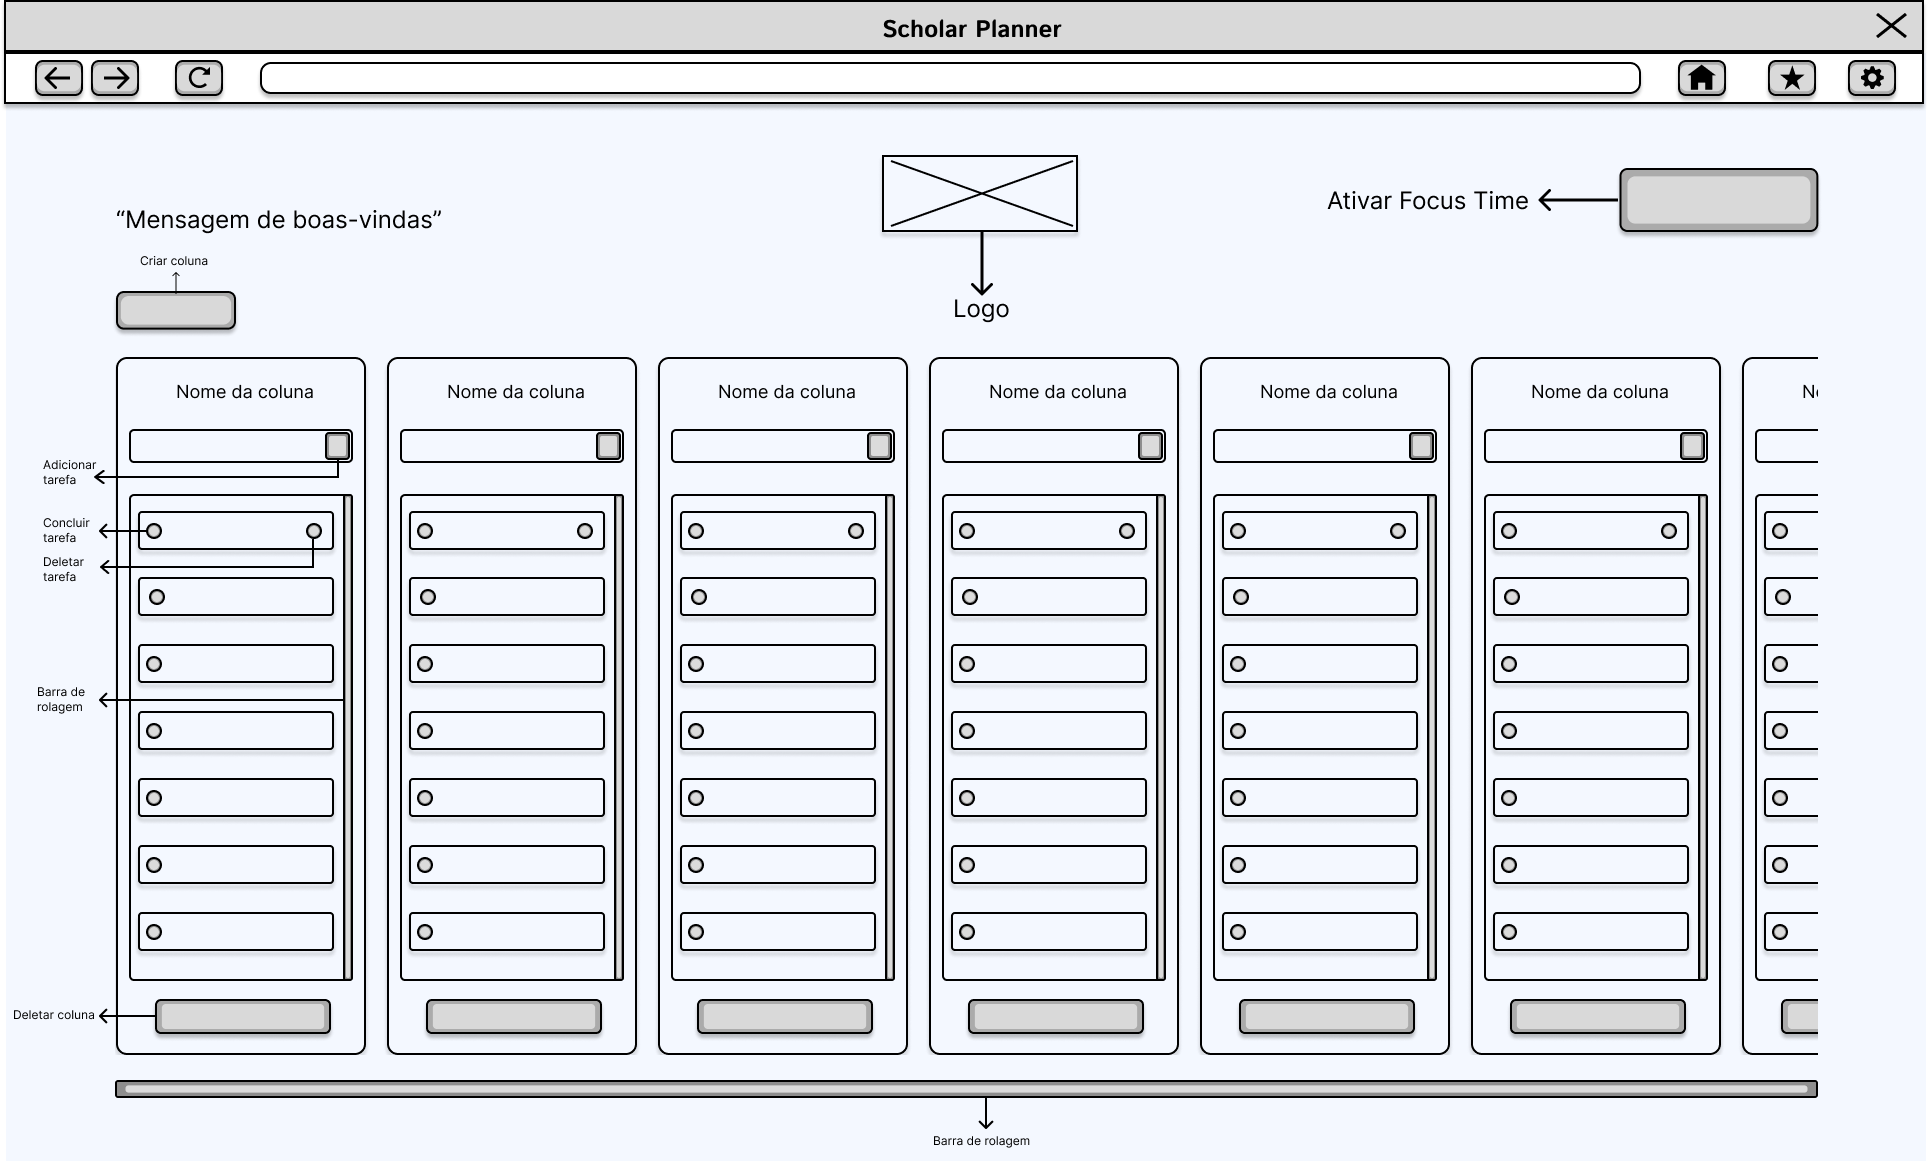 Scholar Planner
“Mensagem de boas-vindas”
Ativar Focus Time
Criar coluna
Logo
Nome da coluna
Nome da coluna
Nome da coluna
Nome da coluna
Nome da coluna
Nome da coluna
Adicionar
tarefa
Concluir
tarefa
Deletar
tarefa
Barra de
rolagem
Deletar coluna
Barra de rolagem